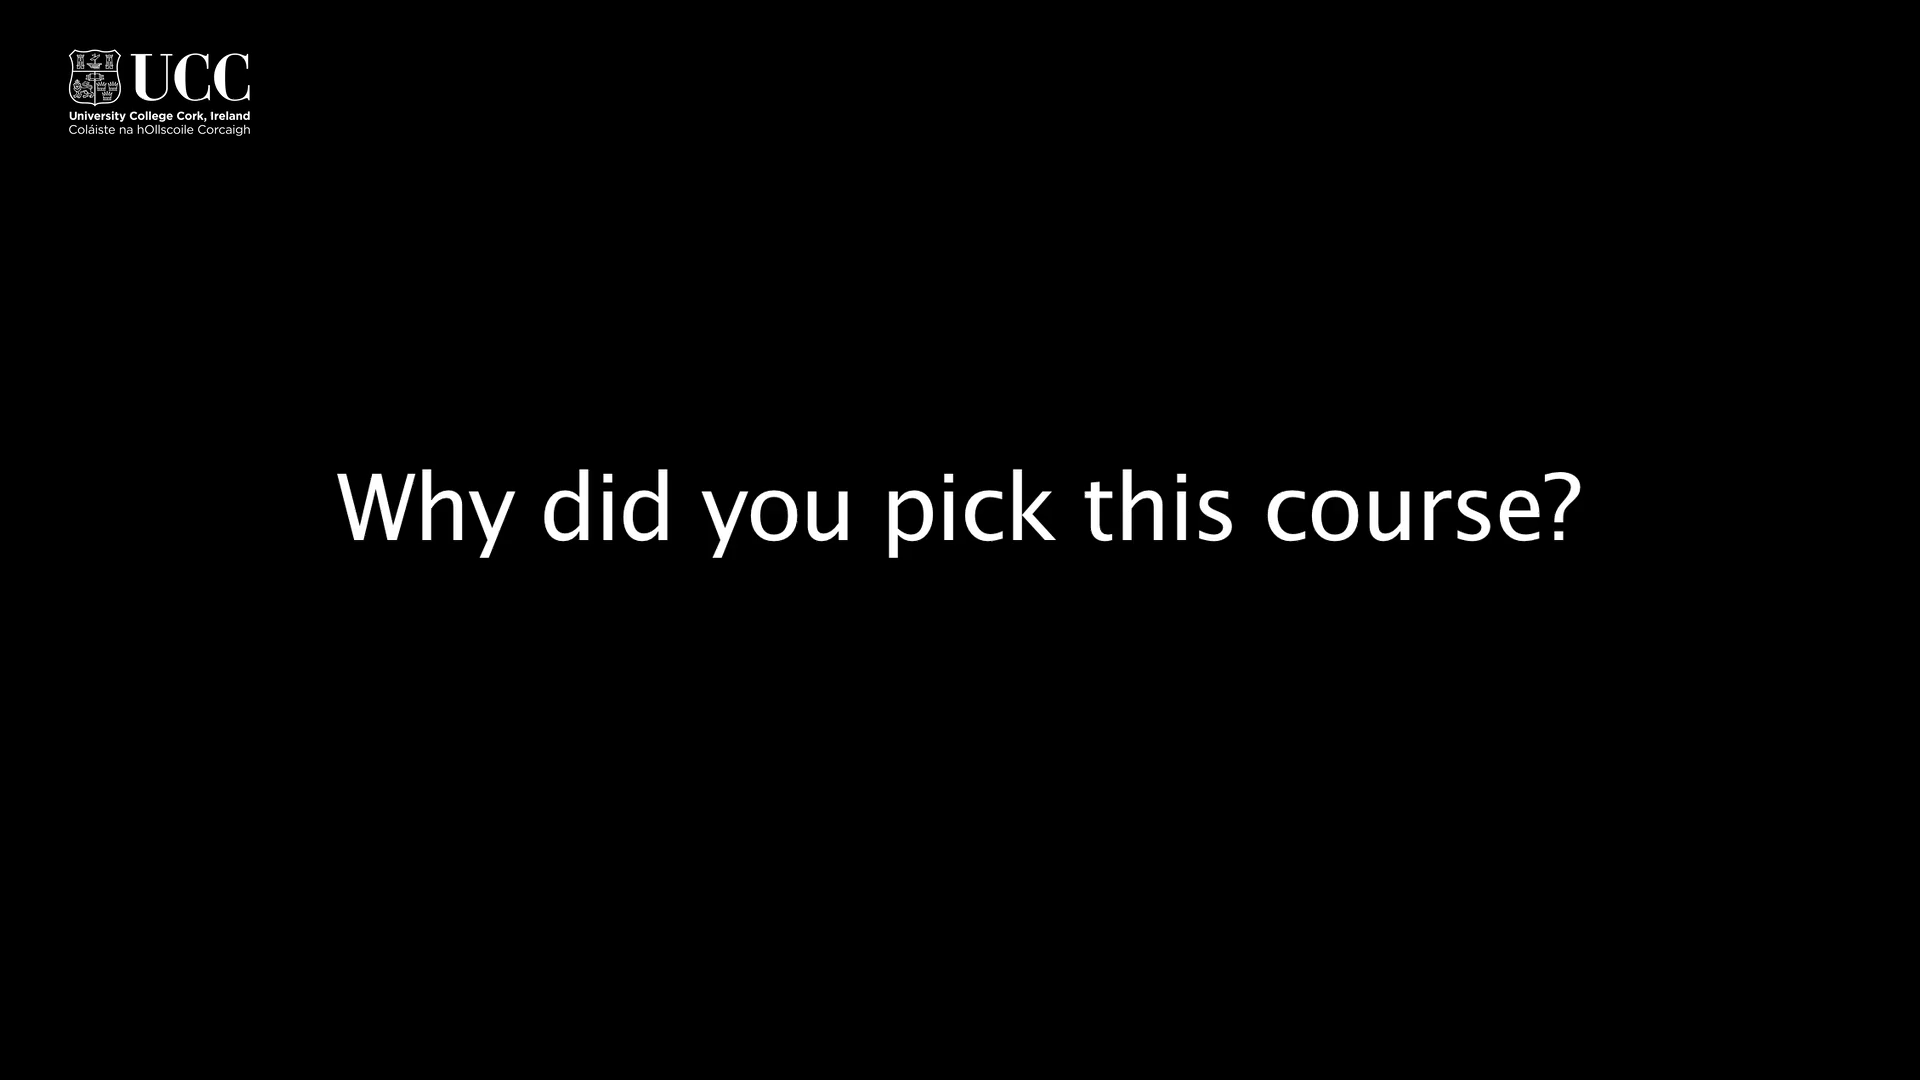 UCC
University College Cork, Ireland
Coláiste na hOllscoile Corcaigh
Why did you pick this course?